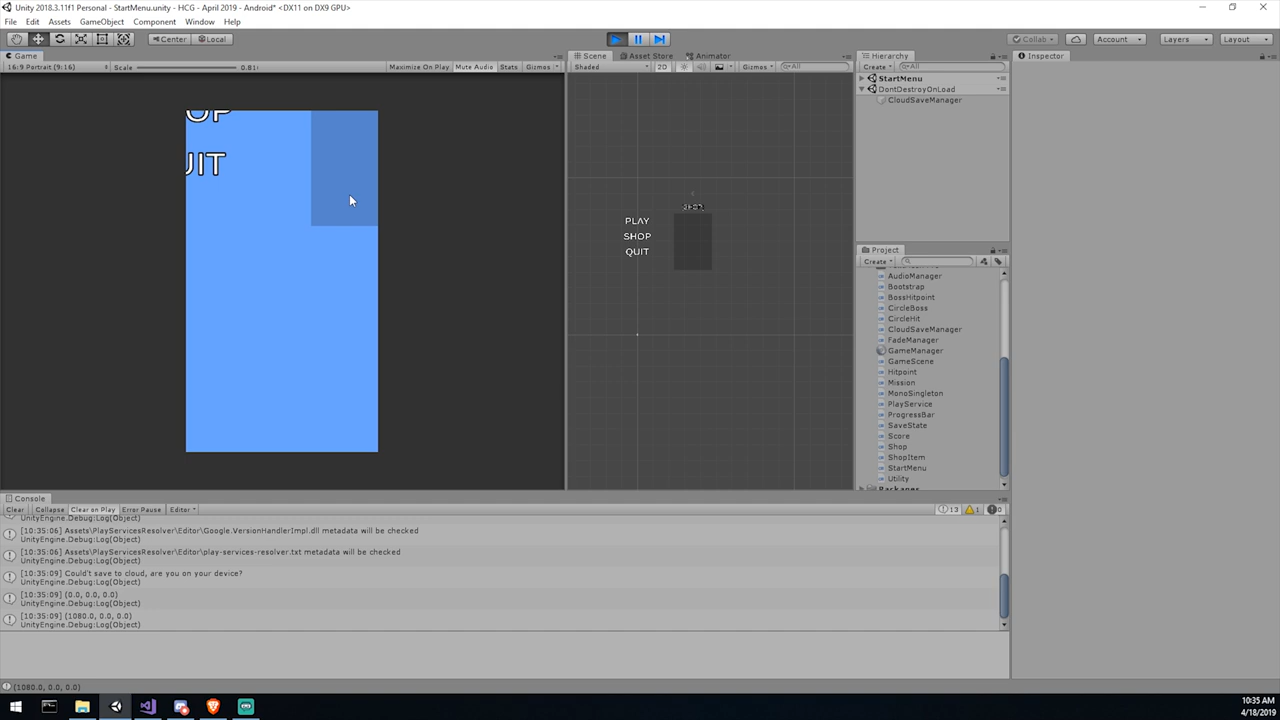 Unity 2018.3.11f1 Personal - StartMenu.unity - HCG - April 2019 - Android* <DX11 on DX9 GPU>
File Edit Assets GameObject Component Window Help
Center Local Collab Account Layers Layout
Game Scene Asset Store Animator Hierarchy Inspector
16:9 Portrait (9:16) Scale 0.81 Maximize On Play Mute Audio Stats Gizmos Shaded 2D Gizmos All Create All
StartMenu
DontDestroyOnLoad
CloudSaveManager
OP
UIT
SHOP
PLAY
SHOP
QUIT
Project
Create
AudioManager
Bootstrap
BossHitpoint
CircleBoss
CircleHit
CloudSaveManager
FadeManager
GameManager
GameScene
Hitpoint
Mission
MonoSingleton
PlayService
ProgressBar
SaveState
Score
Shop
ShopItem
StartMenu
Utility
Packages
Console
Clear Collapse Clear on Play Error Pause Editor 13 1 0
UnityEngine.Debug:Log(Object)
[10:35:06] Assets\PlayServicesResolver\Editor\Google.VersionHandlerImpl.dll metadata will be checked
UnityEngine.Debug:Log(Object)
[10:35:06] Assets\PlayServicesResolver\Editor\play-services-resolver.txt metadata will be checked
UnityEngine.Debug:Log(Object)
[10:35:09] Could't save to cloud, are you on your device?
UnityEngine.Debug:Log(Object)
[10:35:09] (0.0, 0.0, 0.0)
UnityEngine.Debug:Log(Object)
[10:35:09] (1080.0, 0.0, 0.0)
UnityEngine.Debug:Log(Object)
(1080.0, 0.0, 0.0)
10:35 AM
4/18/2019